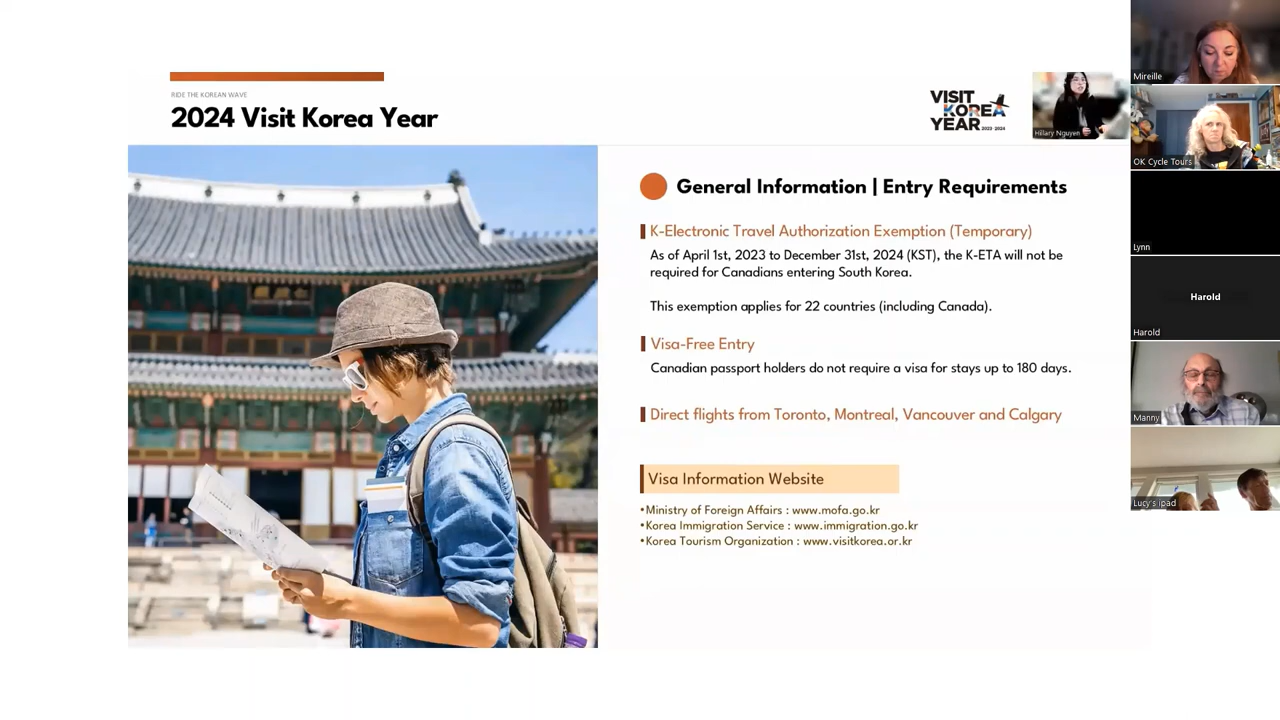 RIDE THE KOREAN WAVE
2024 Visit Korea Year
VISIT
KOREA
YEAR 2023-2024
General Information | Entry Requirements
K-Electronic Travel Authorization Exemption (Temporary)
As of April 1st, 2023 to December 31st, 2024 (KST), the K-ETA will not be
required for Canadians entering South Korea.
This exemption applies for 22 countries (including Canada).
Visa-Free Entry
Canadian passport holders do not require a visa for stays up to 180 days.
Direct flights from Toronto, Montreal, Vancouver and Calgary
Visa Information Website
•Ministry of Foreign Affairs : www.mofa.go.kr
•Korea Immigration Service : www.immigration.go.kr
•Korea Tourism Organization : www.visitkorea.or.kr
Hillary Nguyen
Mireille
OK Cycle Tours
Lynn
Harold
Harold
Manny
Lucy's ipad